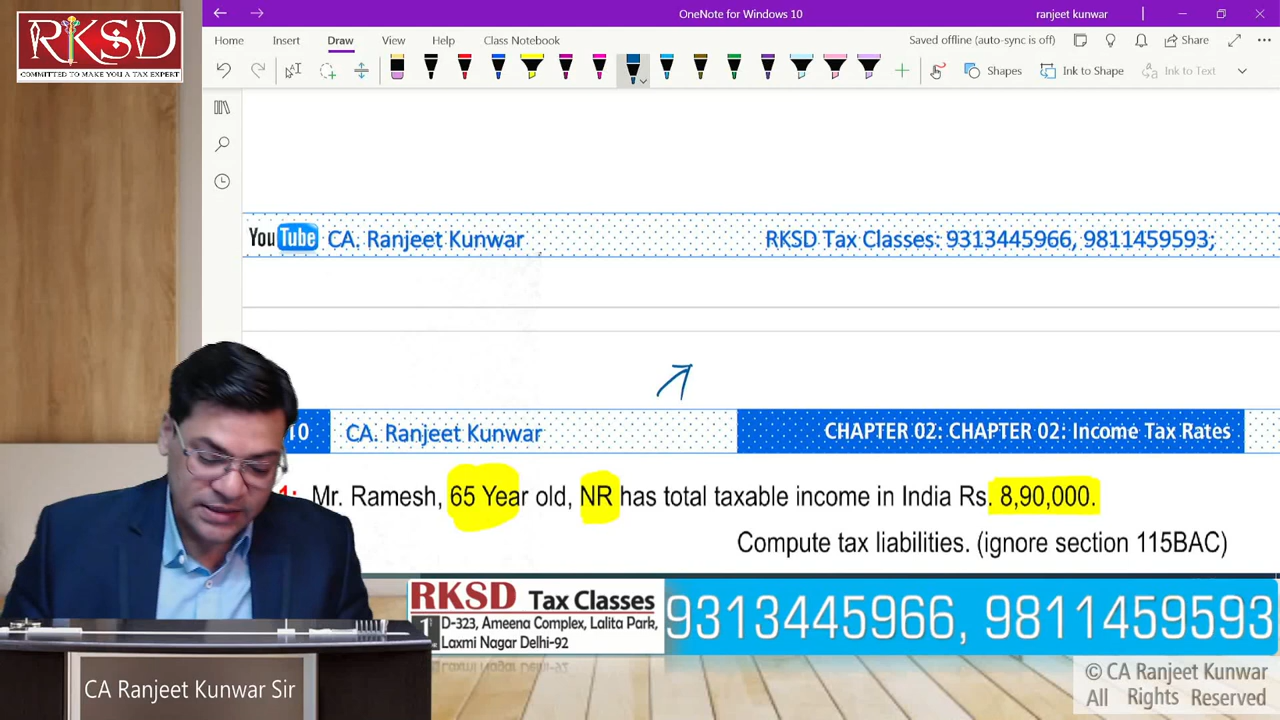 RKSD
COMMITTED TO MAKE YOU A TAX EXPERT
OneNote for Windows 10
ranjeet kunwar
Home Insert Draw View Help Class Notebook
Saved offline (auto-sync is off) Share
Shapes Ink to Shape Ink to Text
YouTube CA. Ranjeet Kunwar RKSD Tax Classes: 9313445966, 9811459593;
10 CA. Ranjeet Kunwar CHAPTER 02: CHAPTER 02: Income Tax Rates
1: Mr. Ramesh, 65 Year old, NR has total taxable income in India Rs. 8,90,000.
Compute tax liabilities. (ignore section 115BAC)
RKSD Tax Classes
D-323, Ameena Complex, Lalita Park,
Laxmi Nagar Delhi-92
9313445966, 9811459593
CA Ranjeet Kunwar Sir
© CA Ranjeet Kunwar
All Rights Reserved